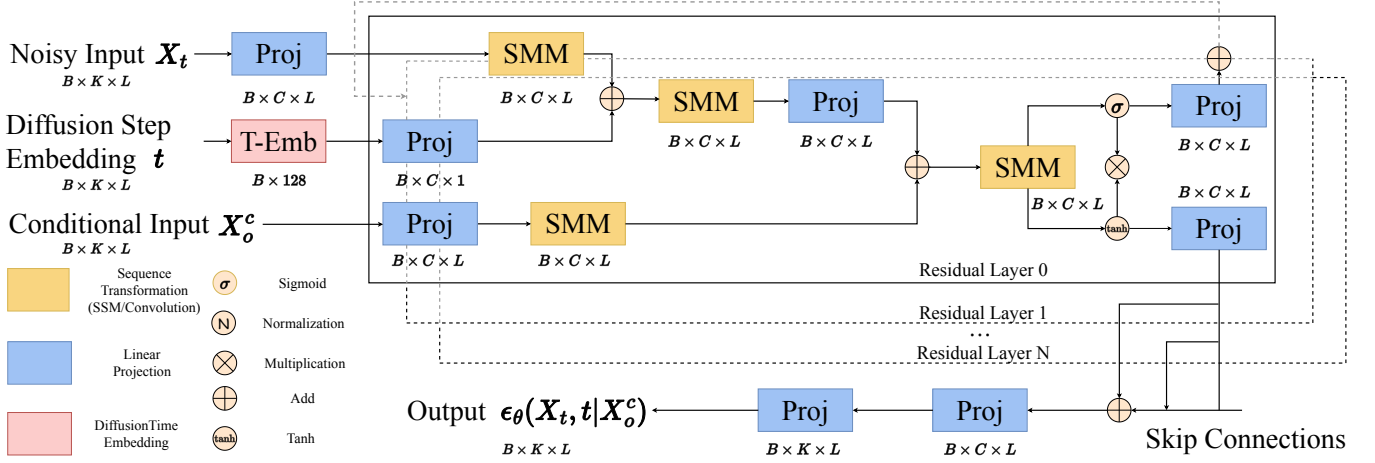 Noisy Input X_t
B × K × L
Proj
B × C × L
SMM
B × C × L
SMM
B × C × L
Proj
B × C × L
σ
Proj
B × C × L
Diffusion Step
Embedding t
B × K × L
T-Emb
B × 128
Proj
B × C × 1
SMM
B × C × L
tanh
B × C × L
Proj
Conditional Input X_o^c
B × K × L
Proj
B × C × L
SMM
B × C × L
Residual Layer 0
Residual Layer 1
...
Residual Layer N
Sequence
Transformation
(SSM/Convolution)
σ
Sigmoid
N
Normalization
Linear
Projection
Multiplication
Add
DiffusionTime
Embedding
tanh
Tanh
Output ϵ_θ(X_t, t|X_o^c)
B × K × L
Proj
B × K × L
Proj
B × C × L
Skip Connections